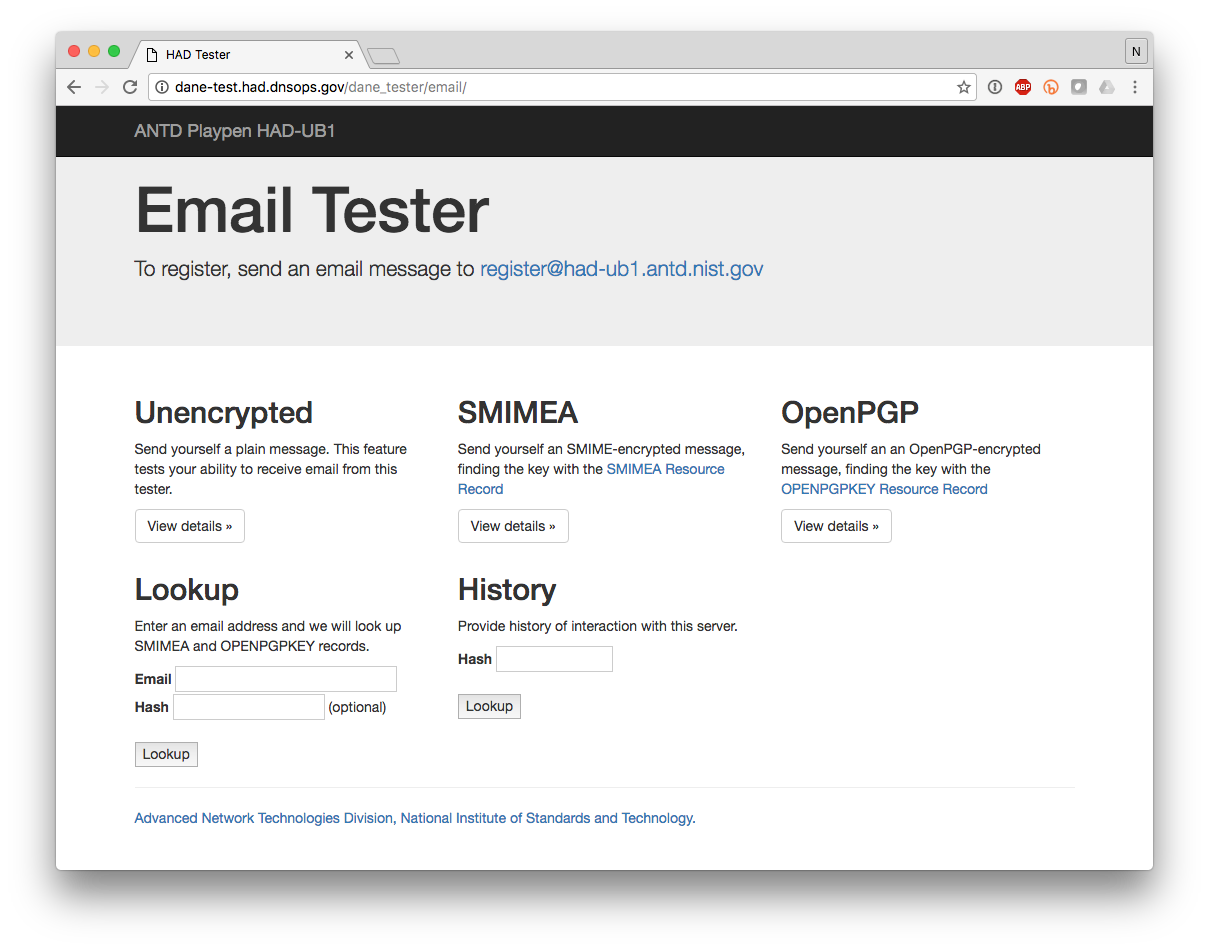 HAD Tester
N
dane-test.had.dnsops.gov/dane_tester/email/
ABP
ANTD Playpen HAD-UB1
Email Tester
To register, send an email message to register@had-ub1.antd.nist.gov
Unencrypted
Send yourself a plain message. This feature
tests your ability to receive email from this
tester.
View details »
SMIMEA
Send yourself an SMIME-encrypted message,
finding the key with the SMIMEA Resource
Record
View details »
OpenPGP
Send yourself an an OpenPGP-encrypted
message, finding the key with the
OPENPGPKEY Resource Record
View details »
Lookup
Enter an email address and we will look up
SMIMEA and OPENPGPKEY records.
Email
Hash (optional)
Lookup
History
Provide history of interaction with this server.
Hash
Lookup
Advanced Network Technologies Division, National Institute of Standards and Technology.